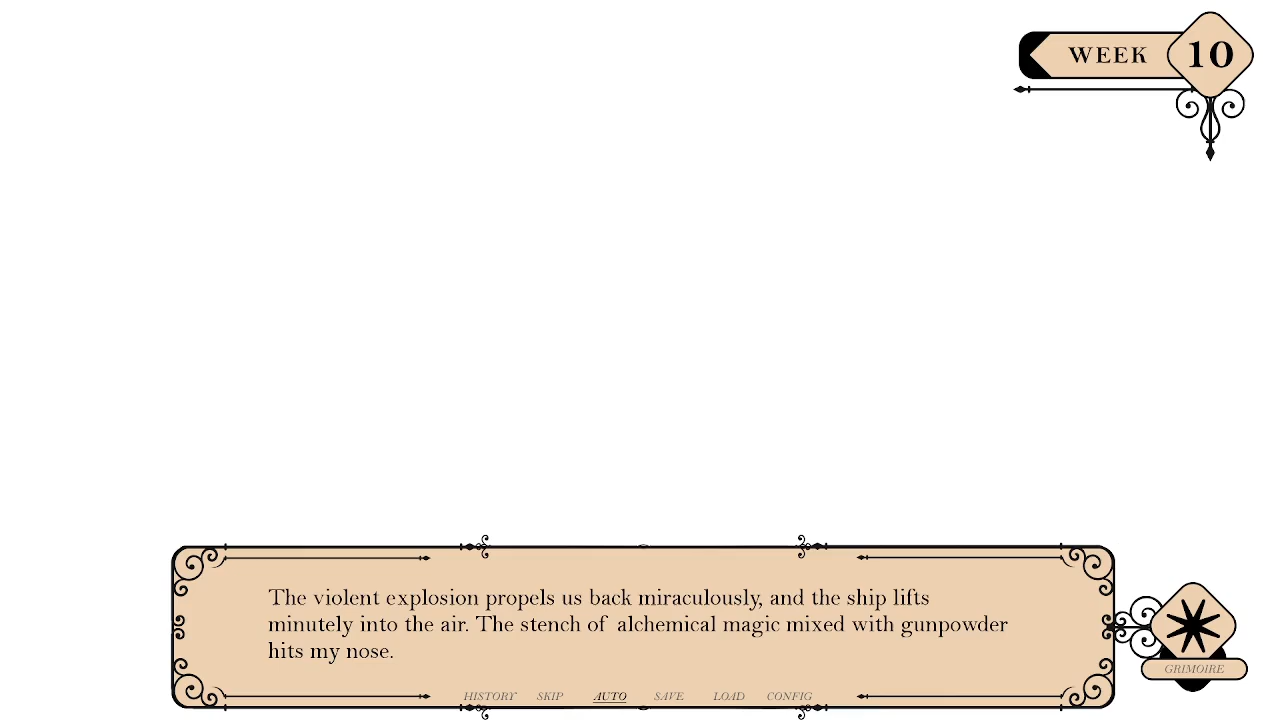 WEEK 10
The violent explosion propels us back miraculously, and the ship lifts
minutely into the air. The stench of alchemical magic mixed with gunpowder
hits my nose.
GRIMOIRE
HISTORY SKIP AUTO SAVE LOAD CONFIG